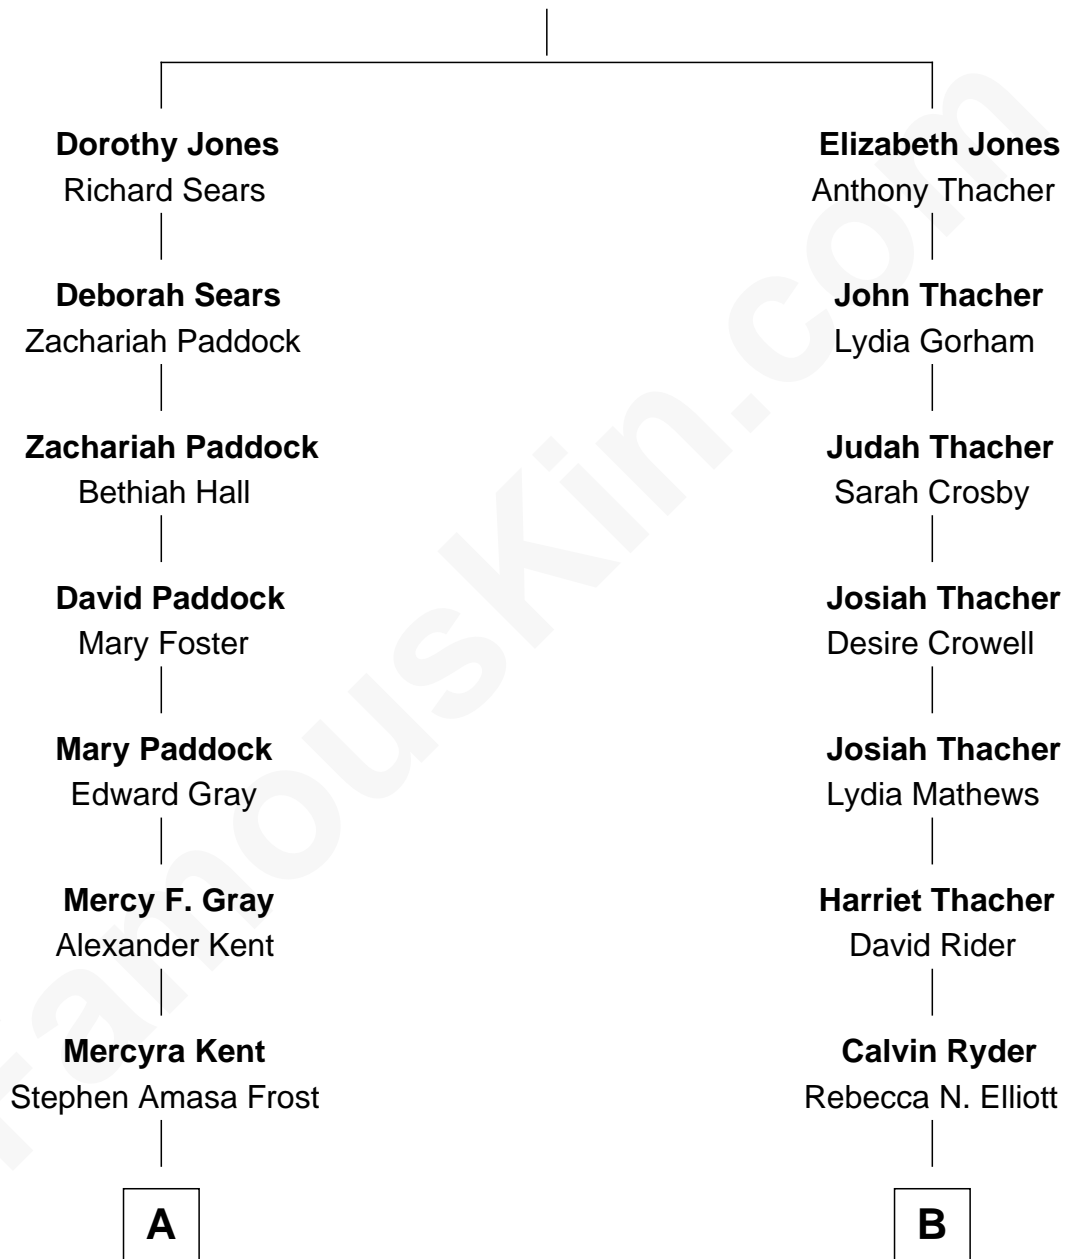 Dorothy Jones
Richard Sears
Deborah Sears
Zachariah Paddock
Zachariah Paddock
Bethiah Hall
David Paddock
Mary Foster
Mary Paddock
Edward Gray
Mercy F. Gray
Alexander Kent
Mercyra Kent
Stephen Amasa Frost
A
Elizabeth Jones
Anthony Thacher
John Thacher
Lydia Gorham
Judah Thacher
Sarah Crosby
Josiah Thacher
Desire Crowell
Josiah Thacher
Lydia Mathews
Harriet Thacher
David Rider
Calvin Ryder
Rebecca N. Elliott
B
FamousKin.com